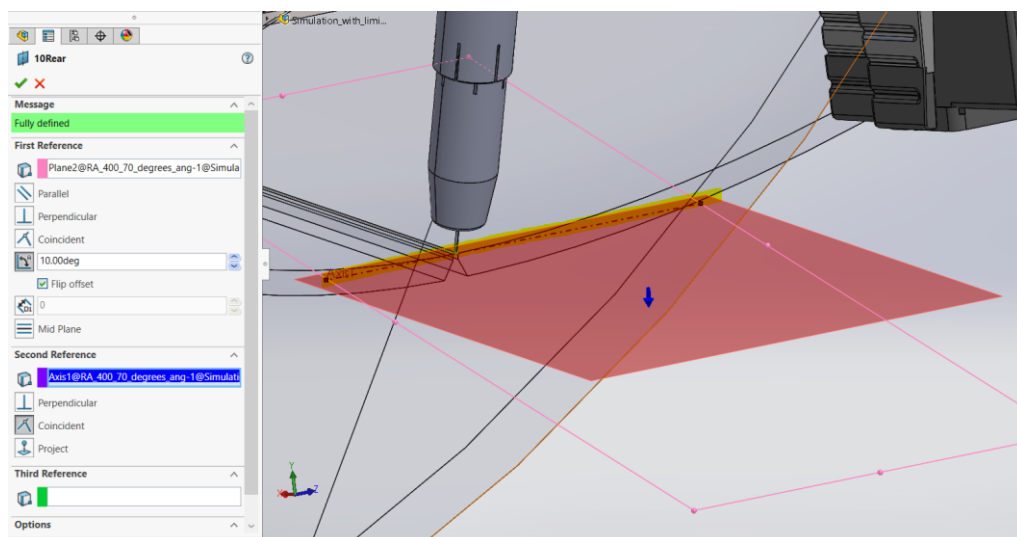 Simulation_with_limi...
10Rear
Message
Fully defined
First Reference
Plane2@RA_400_70_degrees_ang-1@Simula
Parallel
Perpendicular
Coincident
10.00deg
Flip offset
0
Mid Plane
Second Reference
Axis1@RA_400_70_degrees_ang-1@Simulati
Perpendicular
Coincident
Project
Third Reference
Options
Axis1
Y
X
Z